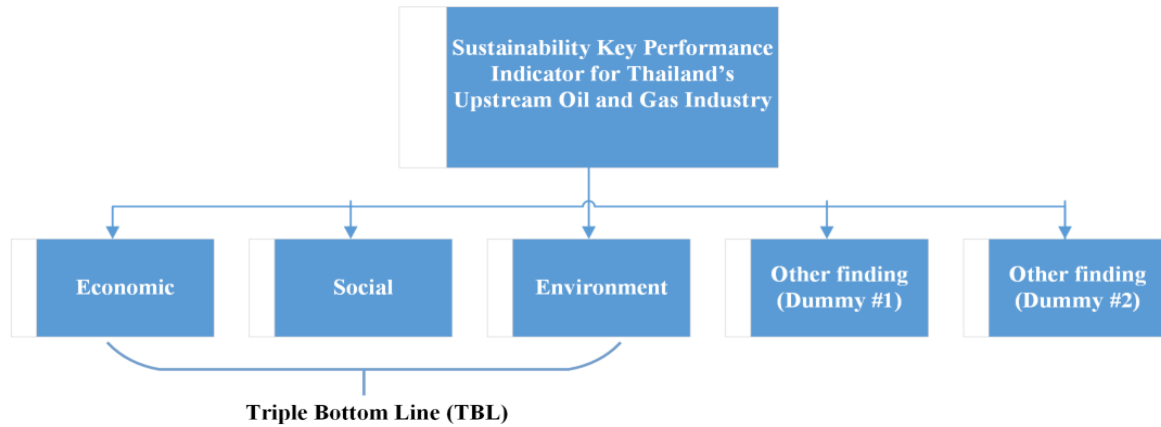 Sustainability Key Performance
Indicator for Thailand's
Upstream Oil and Gas Industry
Economic
Social
Environment
Other finding
(Dummy #1)
Other finding
(Dummy #2)
Triple Bottom Line (TBL)